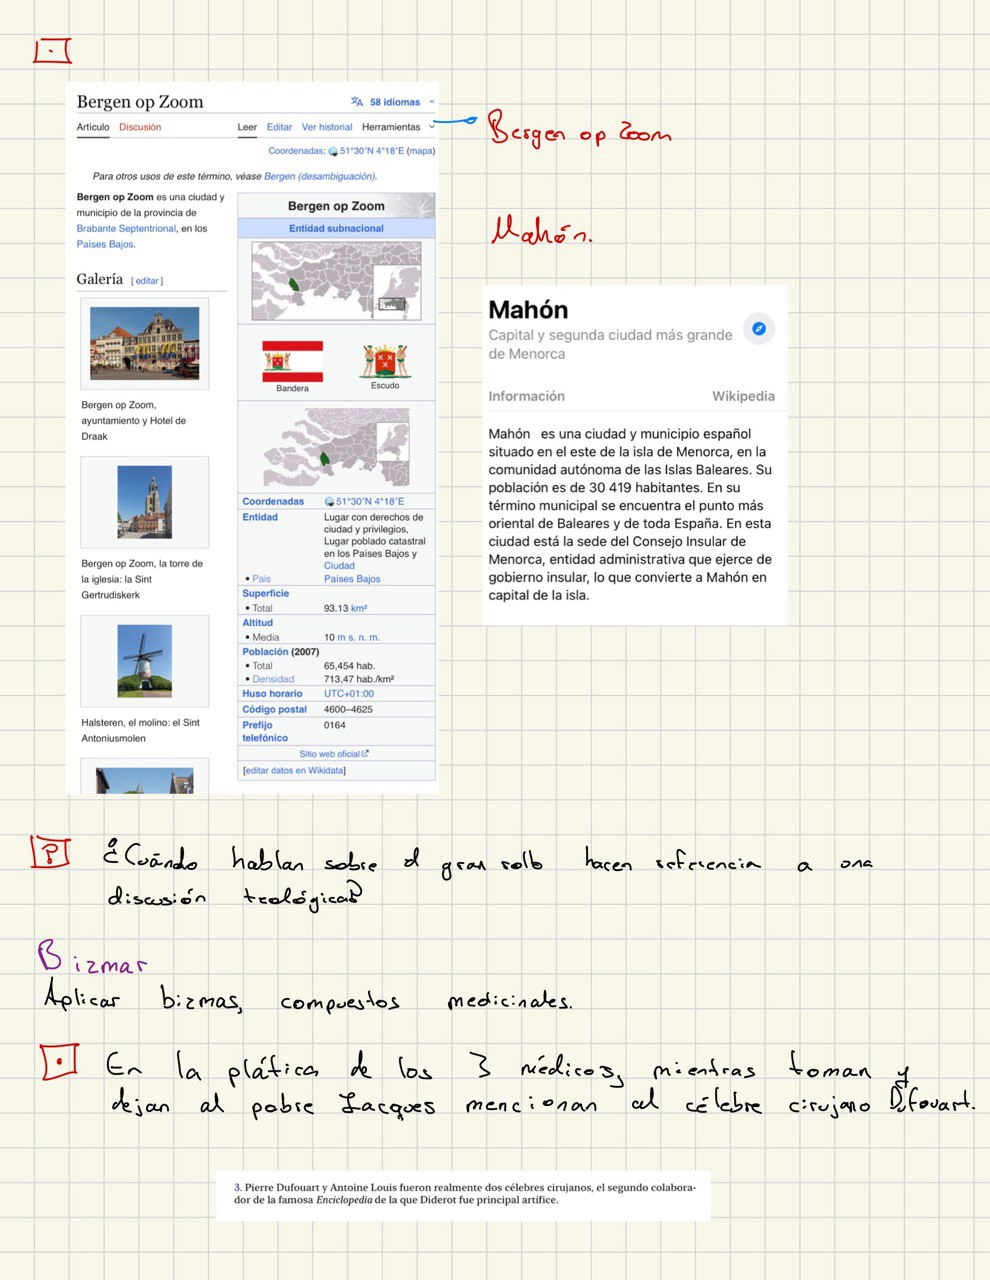 Bergen op Zoom
58 idiomas
Artículo Discusión Leer Editar Ver historial Herramientas
Coordenadas: 51°30′N 4°18′E (mapa)
Para otros usos de este término, véase Bergen (desambiguación).
Bergen op Zoom es una ciudad y
municipio de la provincia de
Brabante Septentrional, en los
Países Bajos.
Galería [ editar ]
Bergen op Zoom,
ayuntamiento y Hotel de
Draak
Bergen op Zoom, la torre de
la iglesia: la Sint
Gertrudiskerk
Halsteren, el molino: el Sint
Antoniusmolen
Bergen op Zoom
Entidad subnacional
Bandera
Escudo
Coordenadas 51°30′N 4°18′E
Entidad Lugar con derechos de
ciudad y privilegios,
Lugar poblado catastral
en los Países Bajos y
Ciudad
• País Países Bajos
Superficie
• Total 93.13 km²
Altitud
• Media 10 m s. n. m.
Población (2007)
• Total 65,454 hab.
• Densidad 713,47 hab./km²
Huso horario UTC+01:00
Código postal 4600–4625
Prefijo 0164
telefónico
Sitio web oficial
[editar datos en Wikidata]
Bergen op Zoom
Mahón.
Mahón
Capital y segunda ciudad más grande
de Menorca
Información Wikipedia
Mahón es una ciudad y municipio español
situado en el este de la isla de Menorca, en la
comunidad autónoma de las Islas Baleares. Su
población es de 30 419 habitantes. En su
término municipal se encuentra el punto más
oriental de Baleares y de toda España. En esta
ciudad está la sede del Consejo Insular de
Menorca, entidad administrativa que ejerce de
gobierno insular, lo que convierte a Mahón en
capital de la isla.
? ¿Cuándo hablan sobre el gran rollo hacen referencia a una
discusión teológica?
Bizmar
Aplicar bizmas, compuestos medicinales.
En la plática de los 3 médicos, mientras toman y
dejan al pobre Jacques mencionan al célebre cirujano Dufouart.
3. Pierre Dufouart y Antoine Louis fueron realmente dos célebres cirujanos, el segundo colabora-
dor de la famosa Enciclopedia de la que Diderot fue principal artífice.